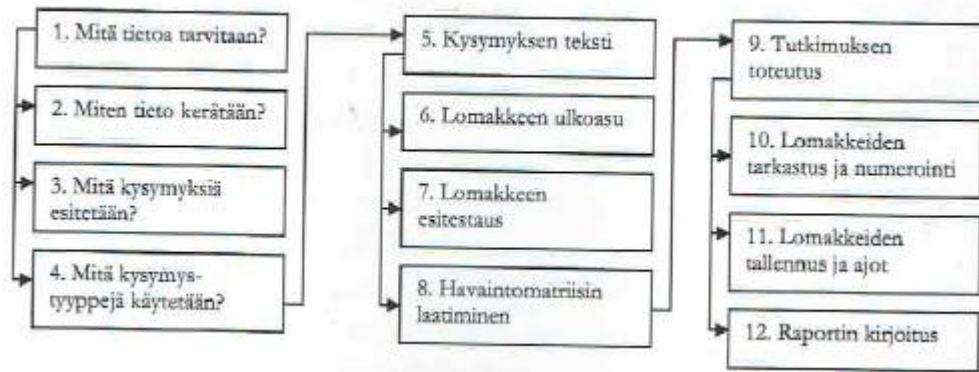 1. Mitä tietoa tarvitaan?
2. Miten tieto kerätään?
3. Mitä kysymyksiä
esitetään?
4. Mitä kysymys-
tyyppejä käytetään?
5. Kysymyksen teksti
6. Lomakkeen ulkoasu
7. Lomakkeen
esitestaus
8. Havaintomatriisin
laatiminen
9. Tutkimuksen
toteutus
10. Lomakkeiden
tarkastus ja numerointi
11. Lomakkeiden
tallennus ja ajot
12. Raportin kirjoitus